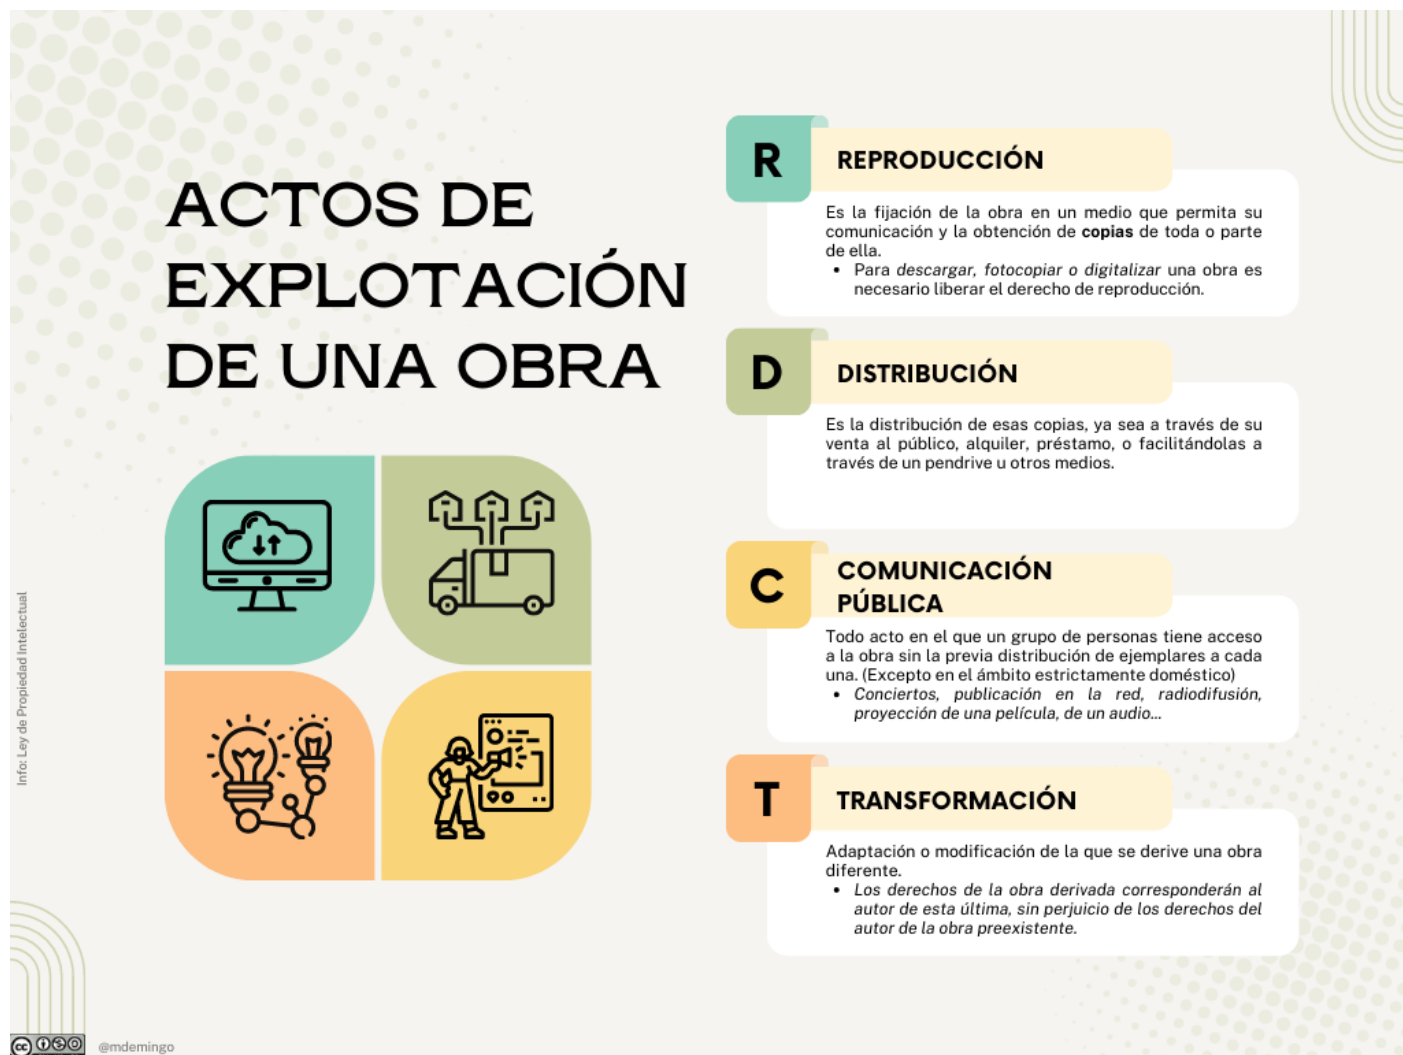 ACTOS DE
EXPLOTACIÓN
DE UNA OBRA
R
REPRODUCCIÓN
Es la fijación de la obra en un medio que permita su
comunicación y la obtención de copias de toda o parte
de ella.
• Para descargar, fotocopiar o digitalizar una obra es
necesario liberar el derecho de reproducción.
D
DISTRIBUCIÓN
Es la distribución de esas copias, ya sea a través de su
venta al público, alquiler, préstamo, o facilitándolas a
través de un pendrive u otros medios.
C
COMUNICACIÓN
PÚBLICA
Todo acto en el que un grupo de personas tiene acceso
a la obra sin la previa distribución de ejemplares a cada
una. (Excepto en el ámbito estrictamente doméstico)
• Conciertos, publicación en la red, radiodifusión,
proyección de una película, de un audio...
T
TRANSFORMACIÓN
Adaptación o modificación de la que se derive una obra
diferente.
• Los derechos de la obra derivada corresponderán al
autor de esta última, sin perjuicio de los derechos del
autor de la obra preexistente.
Info: Ley de Propiedad Intelectual
cc
@mdemingo